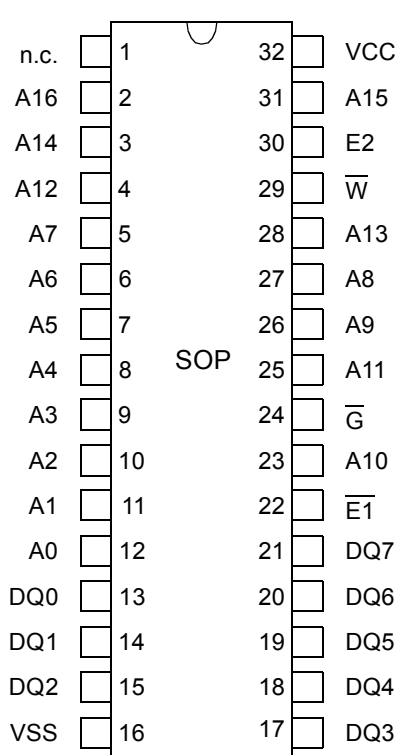 n.c. 1 32 VCC
A16 2 31 A15
A14 3 30 E2
A12 4 29 W̅
A7 5 28 A13
A6 6 27 A8
A5 7 26 A9
A4 8 SOP 25 A11
A3 9 24 G̅
A2 10 23 A10
A1 11 22 E̅1̅
A0 12 21 DQ7
DQ0 13 20 DQ6
DQ1 14 19 DQ5
DQ2 15 18 DQ4
VSS 16 17 DQ3